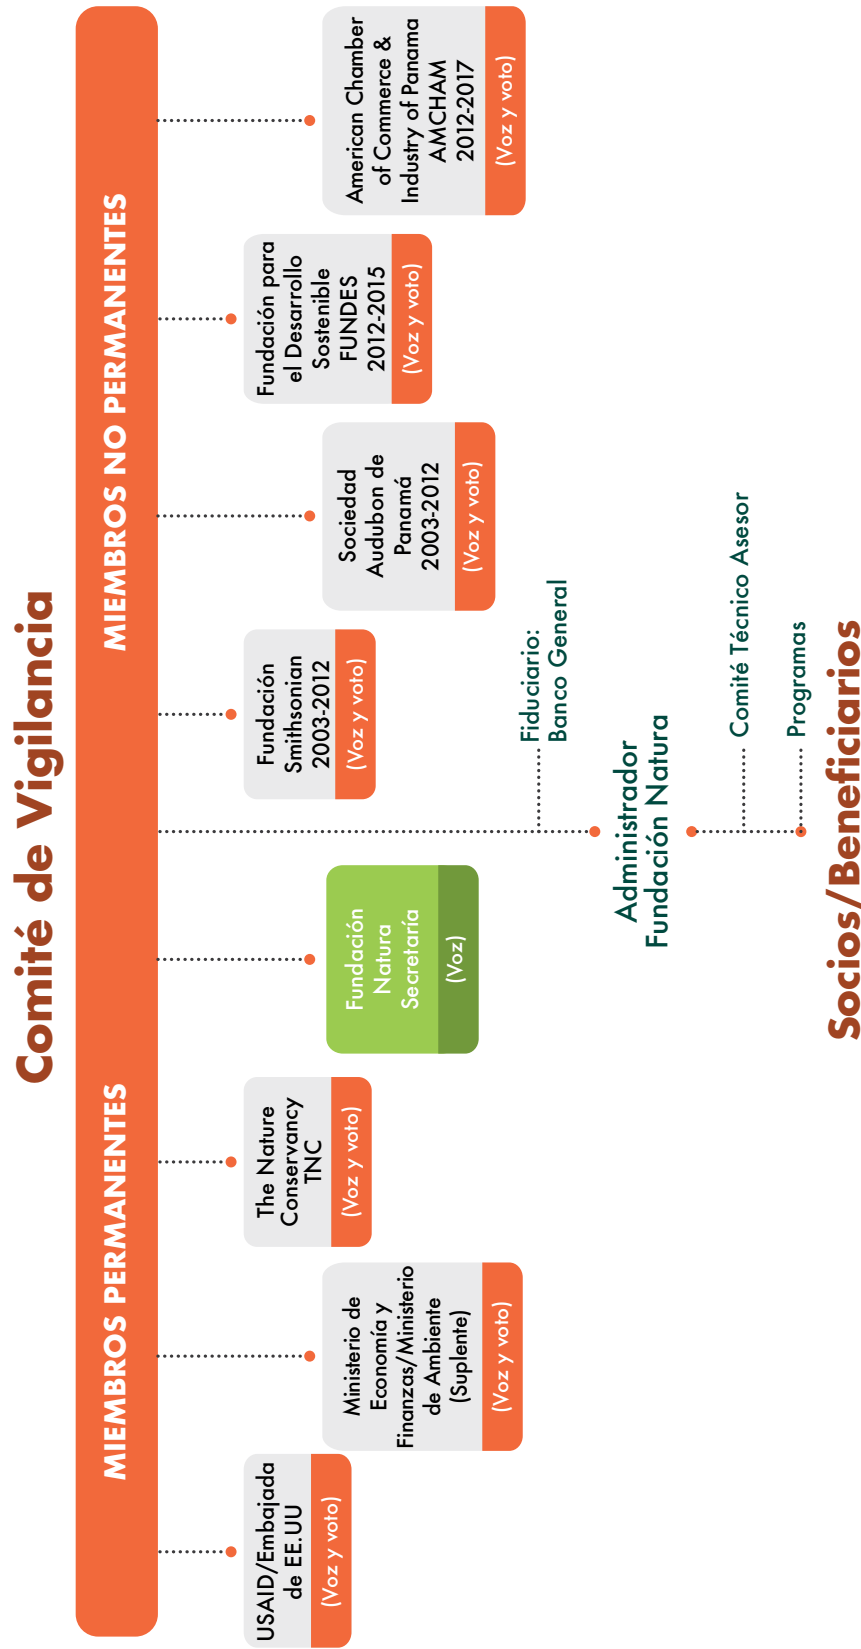 Comité de Vigilancia
MIEMBROS PERMANENTES
MIEMBROS NO PERMANENTES
USAID/Embajada
de EE.UU
(Voz y voto)
Ministerio de
Economía y
Finanzas/Ministerio
de Ambiente
(Suplente)
(Voz y voto)
The Nature
Conservancy
TNC
(Voz y voto)
Fundación
Natura
Secretaría
(Voz)
Fundación
Smithsonian
2003-2012
(Voz y voto)
Sociedad
Audubon de
Panamá
2003-2012
(Voz y voto)
Fundación para
el Desarrollo
Sostenible
FUNDES
2012-2015
(Voz y voto)
American Chamber
of Commerce &
Industry of Panama
AMCHAM
2012-2017
(Voz y voto)
Fiduciario:
Banco General
Administrador
Fundación Natura
Comité Técnico Asesor
Programas
Socios/Beneficiarios